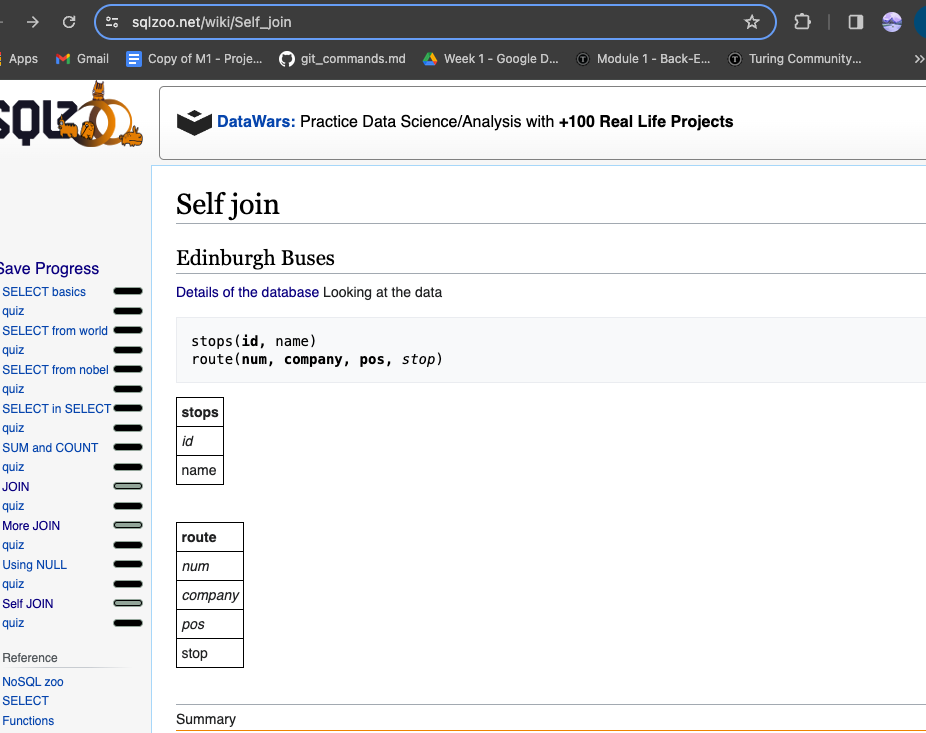 sqlzoo.net/wiki/Self_join
Apps Gmail Copy of M1 - Proje... git_commands.md Week 1 - Google D... Module 1 - Back-E... Turing Community... »
SQLZOO
DataWars: Practice Data Science/Analysis with +100 Real Life Projects
Self join
Edinburgh Buses
Details of the database Looking at the data
stops(id, name)
route(num, company, pos, stop)
stops
id
name
route
num
company
pos
stop
Summary
Save Progress
SELECT basics
quiz
SELECT from world
quiz
SELECT from nobel
quiz
SELECT in SELECT
quiz
SUM and COUNT
quiz
JOIN
quiz
More JOIN
quiz
Using NULL
quiz
Self JOIN
quiz
Reference
NoSQL zoo
SELECT
Functions